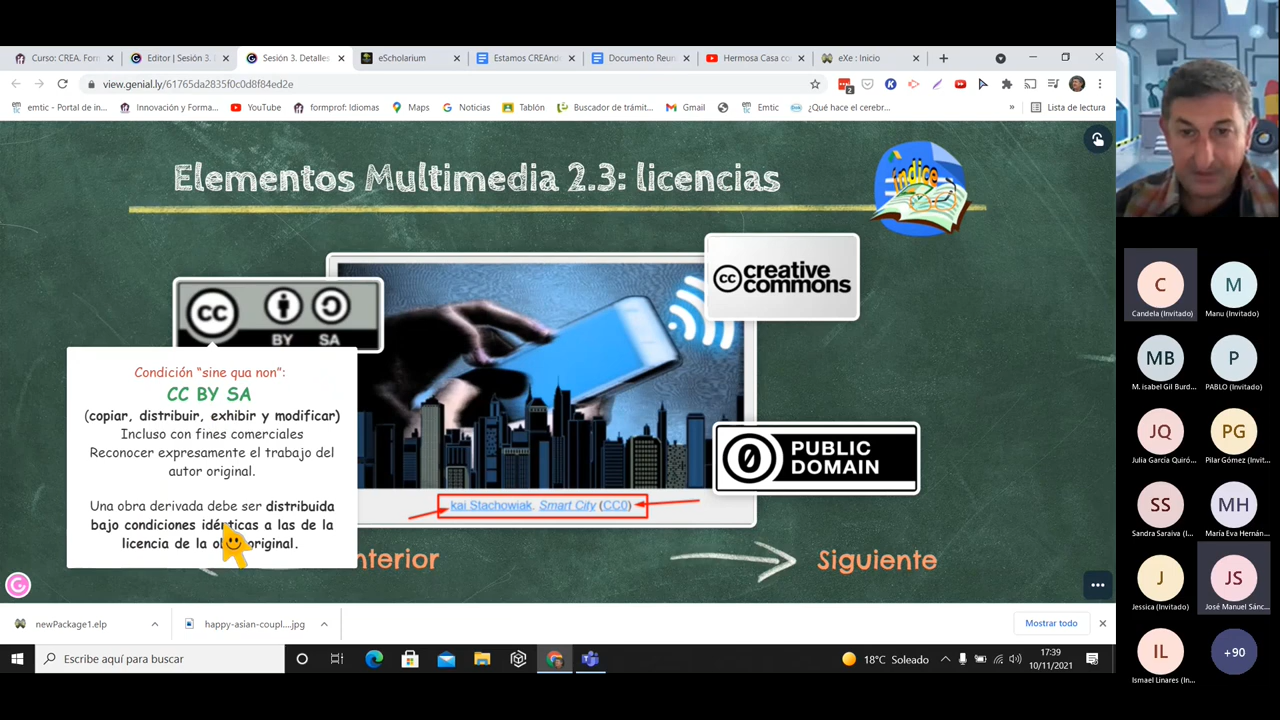 Curso: CREA. Forn
Editor | Sesión 3. I
Sesión 3. Detalles
eScholarium
Estamos CREAnd
Documento Reun
Hermosa Casa co
eXe : Inicio
view.genial.ly/61765da2835f0c0d8f84ed2e
2
emtic - Portal de in...
Innovación y Forma...
YouTube
formprof: Idiomas
Maps
Noticias
Tablón
Buscador de trámit...
Gmail
Emtic
¿Qué hace el cerebr...
»
Lista de lectura
Elementos Multimedia 2.3: licencias
índice
creative
commons
cc
BY SA
Condición “sine qua non”:
CC BY SA
(copiar, distribuir, exhibir y modificar)
Incluso con fines comerciales
Reconocer expresamente el trabajo del
autor original.
Una obra derivada debe ser distribuida
bajo condiciones idénticas a las de la
licencia de la original.
PUBLIC
DOMAIN
kai Stachowiak. Smart City (CC0)
nterior
Siguiente
newPackage1.elp
happy-asian-coupl....jpg
Mostrar todo
Escribe aquí para buscar
18°C Soleado
17:39
10/11/2021
C
Candela (Invitado)
M
Manu (Invitado)
MB
M. isabel Gil Burd...
P
PABLO (Invitado)
JQ
Julia García Quiró...
PG
Pilar Gómez (Invit...
SS
Sandra Saraiva (In...
MH
María Eva Hernán...
J
Jessica (Invitado)
JS
José Manuel Sánc...
IL
Ismael Linares (In...
+90